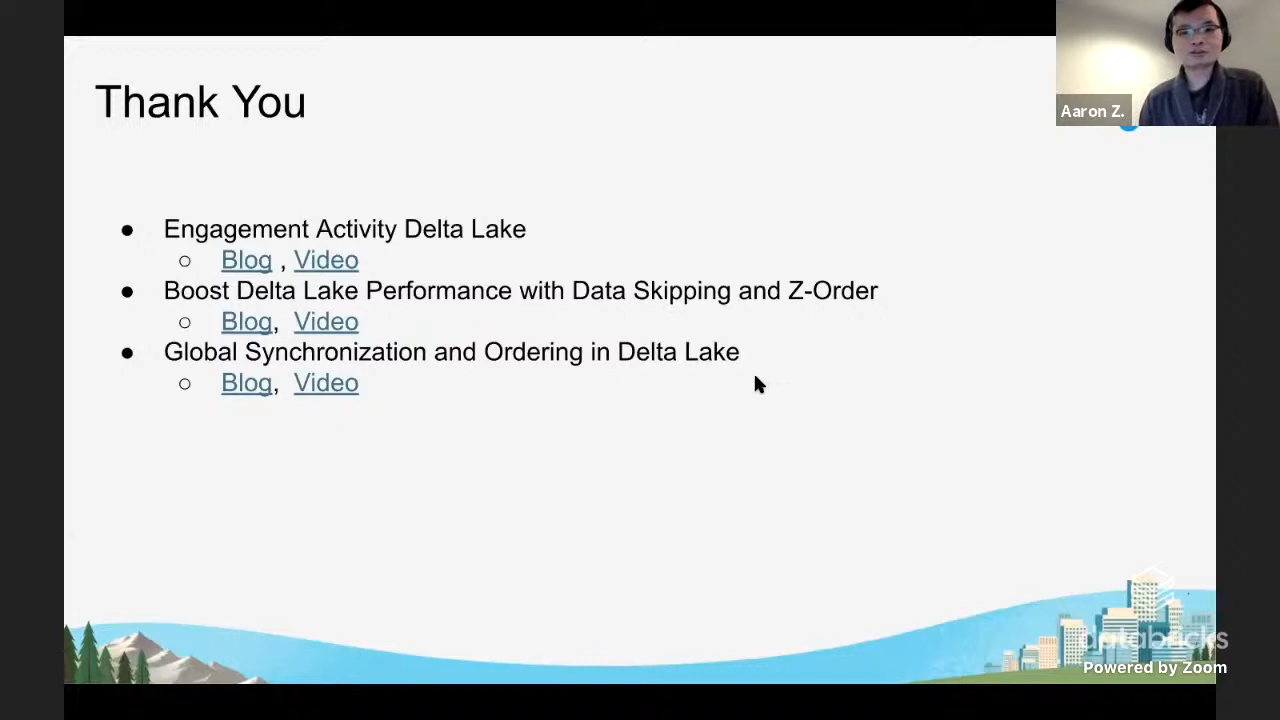 Thank You
Aaron Z.
● Engagement Activity Delta Lake
○ Blog , Video
● Boost Delta Lake Performance with Data Skipping and Z-Order
○ Blog, Video
● Global Synchronization and Ordering in Delta Lake
○ Blog, Video
databricks
Powered by Zoom